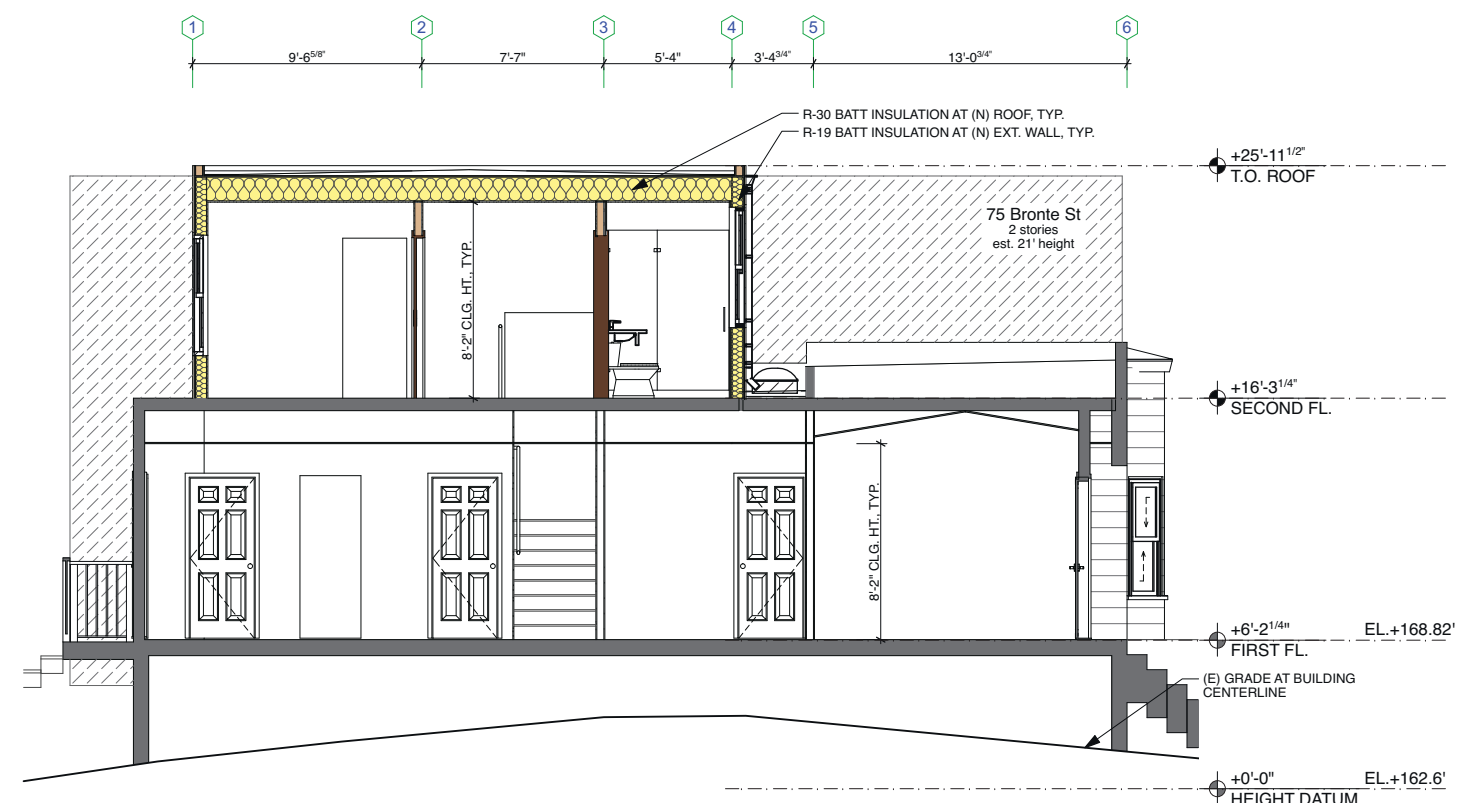 1 2 3 4 5 6
9'-6 5/8" 7'-7" 5'-4" 3'-4 3/4" 13'-0 3/4"
R-30 BATT INSULATION AT (N) ROOF, TYP.
R-19 BATT INSULATION AT (N) EXT. WALL, TYP.
+25'-11 1/2"
T.O. ROOF
75 Bronte St
2 stories
est. 21' height
8'-2" CLG. HT., TYP.
+16'-3 1/4"
SECOND FL.
8'-2" CLG. HT., TYP.
+6'-2 1/4" EL.+168.82'
FIRST FL.
(E) GRADE AT BUILDING
CENTERLINE
+0'-0" EL.+162.6'
HEIGHT DATUM